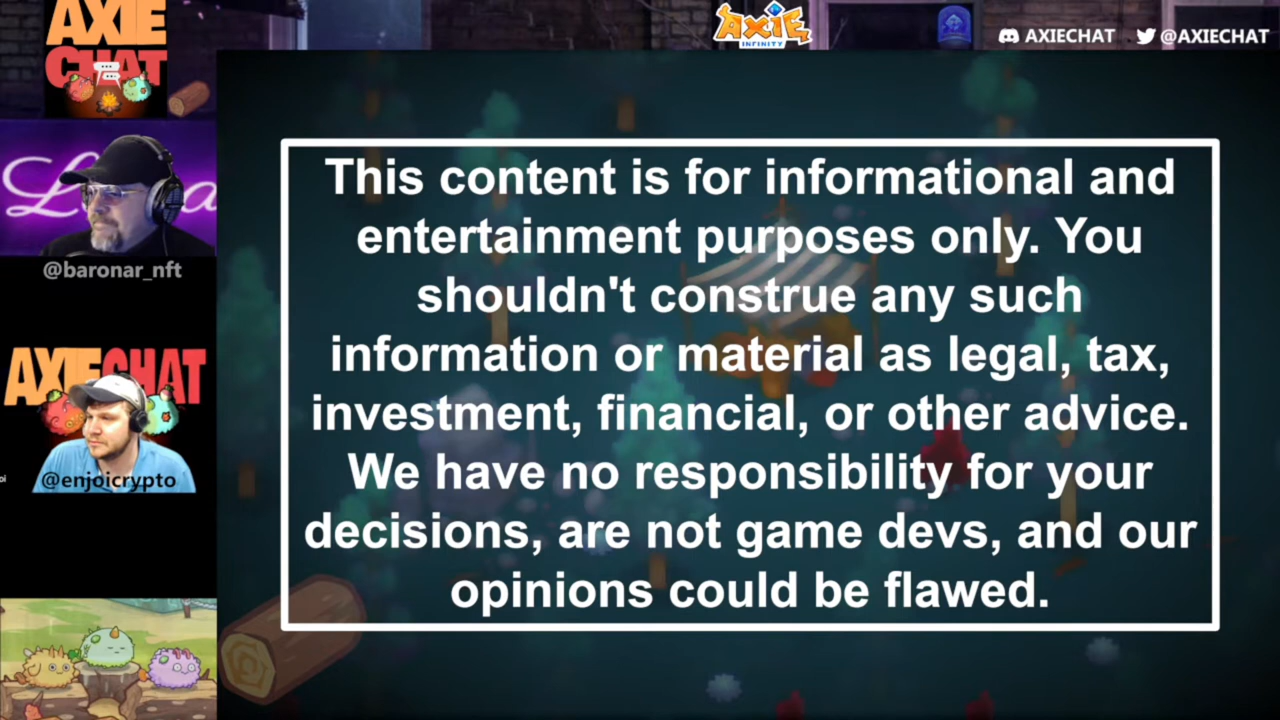 AXIE
CHAT
AXIE
INFINITY
AXIECHAT
@AXIECHAT
@baronar_nft
AXIECHAT
@enjoicrypto
This content is for informational and
entertainment purposes only. You
shouldn't construe any such
information or material as legal, tax,
investment, financial, or other advice.
We have no responsibility for your
decisions, are not game devs, and our
opinions could be flawed.